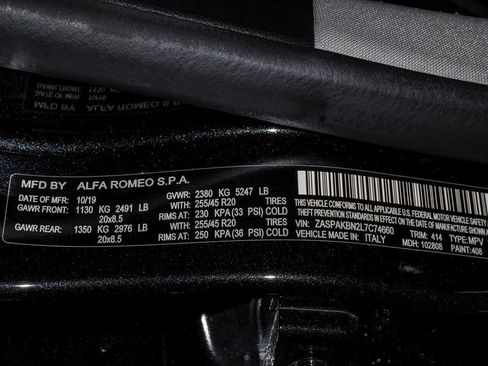 MFD BY ALFA ROMEO S.P.A.
MFD BY ALFA ROMEO S.P.A.
DATE OF MFR: 10/19 GVWR: 2380 KG 5247 LB
GAWR FRONT: 1130 KG 2491 LB WITH: 255/45 R20 TIRES
20x8.5 RIMS AT: 230 KPA (33 PSI) COLD
GAWR REAR: 1350 KG 2976 LB WITH: 255/45 R20 TIRES
20x8.5 RIMS AT: 250 KPA (36 PSI) COLD
THIS VEHICLE CONFORMS TO ALL APPLICABLE U.S. FEDERAL MOTOR VEHICLE SAFETY
THEFT PREVENTION STANDARDS IN EFFECT ON THE DATE OF MANUFACTURE SHOWN
VIN: ZASPAKBN2L7C74660 TRIM: 414 TYPE: MPV
VEHICLE MADE IN: ITALY MDH: 102808 PAINT: 408